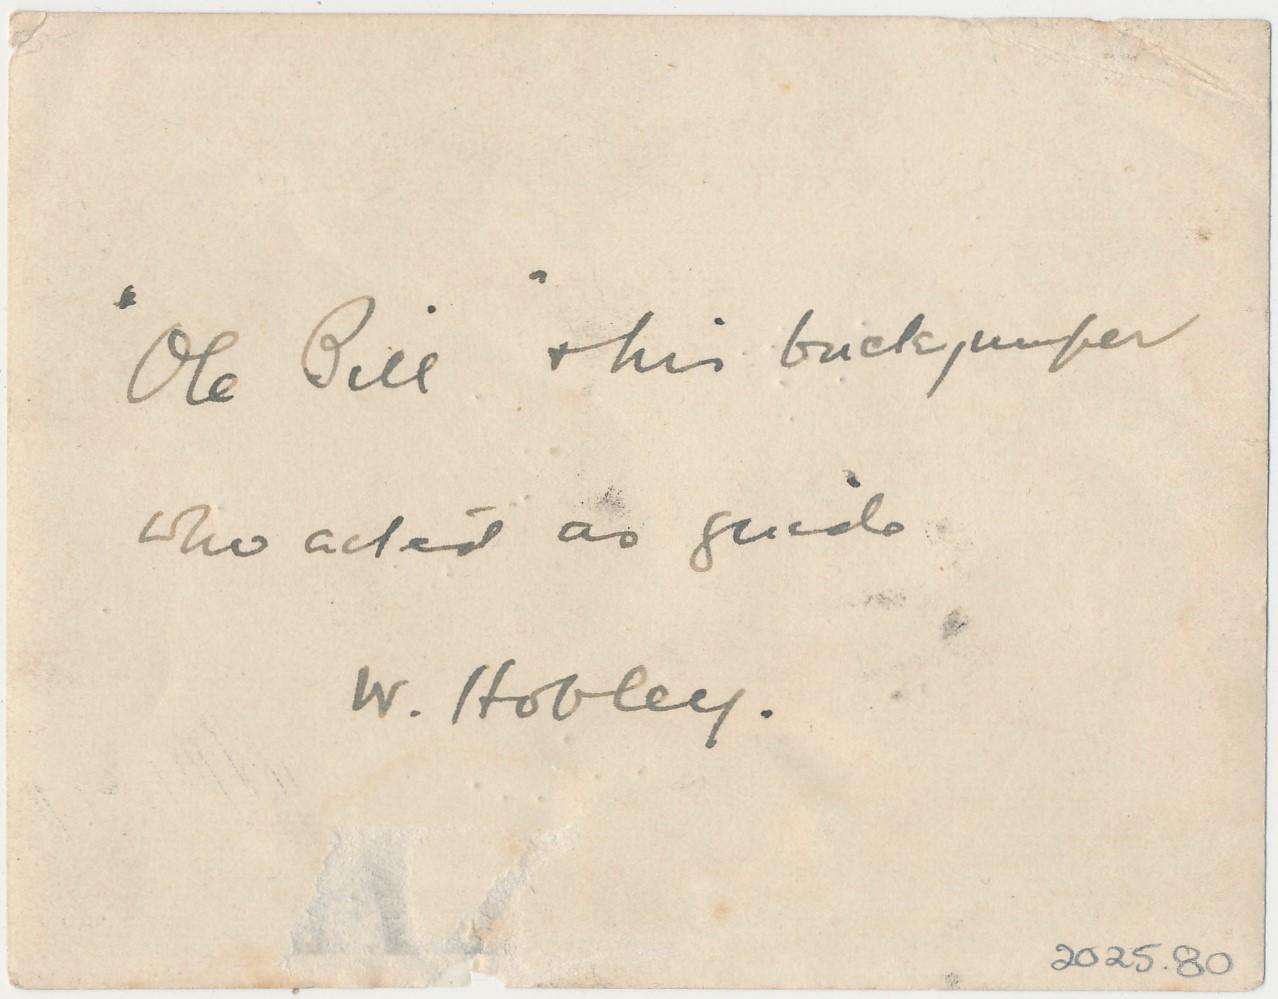 "Ole Bill" + his buckjumper
who acted as guide
W. Hobley.
2025.80